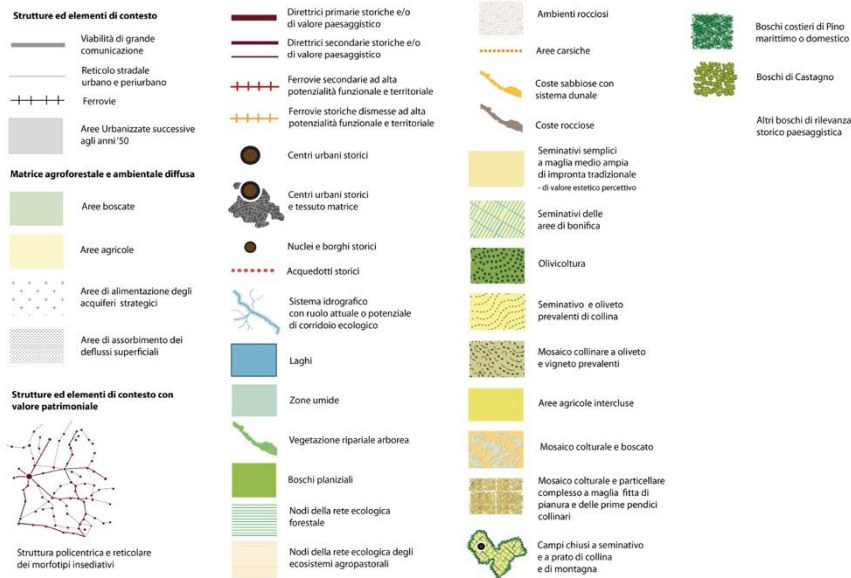 Strutture ed elementi di contesto
Viabilità di grande
comunicazione
Reticolo stradale
urbano e periurbano
Ferrovie
Aree Urbanizzate successive
agli anni '50
Matrice agroforestale e ambientale diffusa
Aree boscate
Aree agricole
Aree di alimentazione degli
acquiferi strategici
Aree di assorbimento dei
deflussi superficiali
Strutture ed elementi di contesto con
valore patrimoniale
Struttura policentrica e reticolare
dei morfotipi insediativi
Direttrici primarie storiche e/o
di valore paesaggistico
Direttrici secondarie storiche e/o
di valore paesaggistico
Ferrovie secondarie ad alta
potenzialità funzionale e territoriale
Ferrovie storiche dismesse ad alta
potenzialità funzionale e territoriale
Centri urbani storici
Centri urbani storici
e tessuto matrice
Nuclei e borghi storici
Acquedotti storici
Sistema idrografico
con ruolo attuale o potenziale
di corridoio ecologico
Laghi
Zone umide
Vegetazione ripariale arborea
Boschi planiziali
Nodi della rete ecologica
forestale
Nodi della rete ecologica degli
ecosistemi agropastorali
Ambienti rocciosi
Aree carsiche
Coste sabbiose con
sistema dunale
Coste rocciose
Seminativi semplici
a maglia medio ampia
di impronta tradizionale
- di valore estetico percettivo
Seminativi delle
aree di bonifica
Olivicoltura
Seminativo e oliveto
prevalenti di collina
Mosaico collinare a oliveto
e vigneto prevalenti
Aree agricole intercluse
Mosaico colturale e boscato
Mosaico colturale e particellare
complesso a maglia fitta di
pianura e delle prime pendici
collinari
Campi chiusi a seminativo
e a prato di collina
e di montagna
Boschi costieri di Pino
marittimo o domestico
Boschi di Castagno
Altri boschi di rilevanza
storico paesaggistica